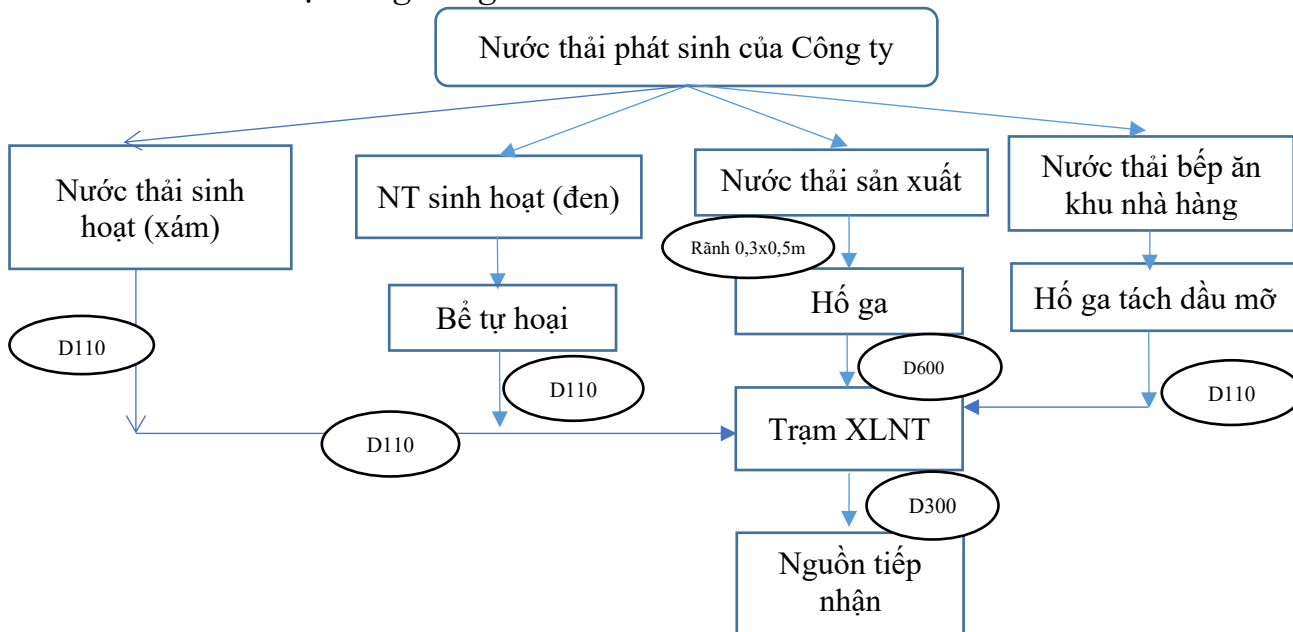 Nước thải phát sinh của Công ty
Nước thải sinh
hoạt (xám)
NT sinh hoạt (đen)
Nước thải sản xuất
Nước thải bếp ăn
khu nhà hàng
Rãnh 0,3x0,5m
Bể tự hoại
Hố ga
Hố ga tách dầu mỡ
D110
D110
D600
D110
D110
Trạm XLNT
D300
Nguồn tiếp
nhận